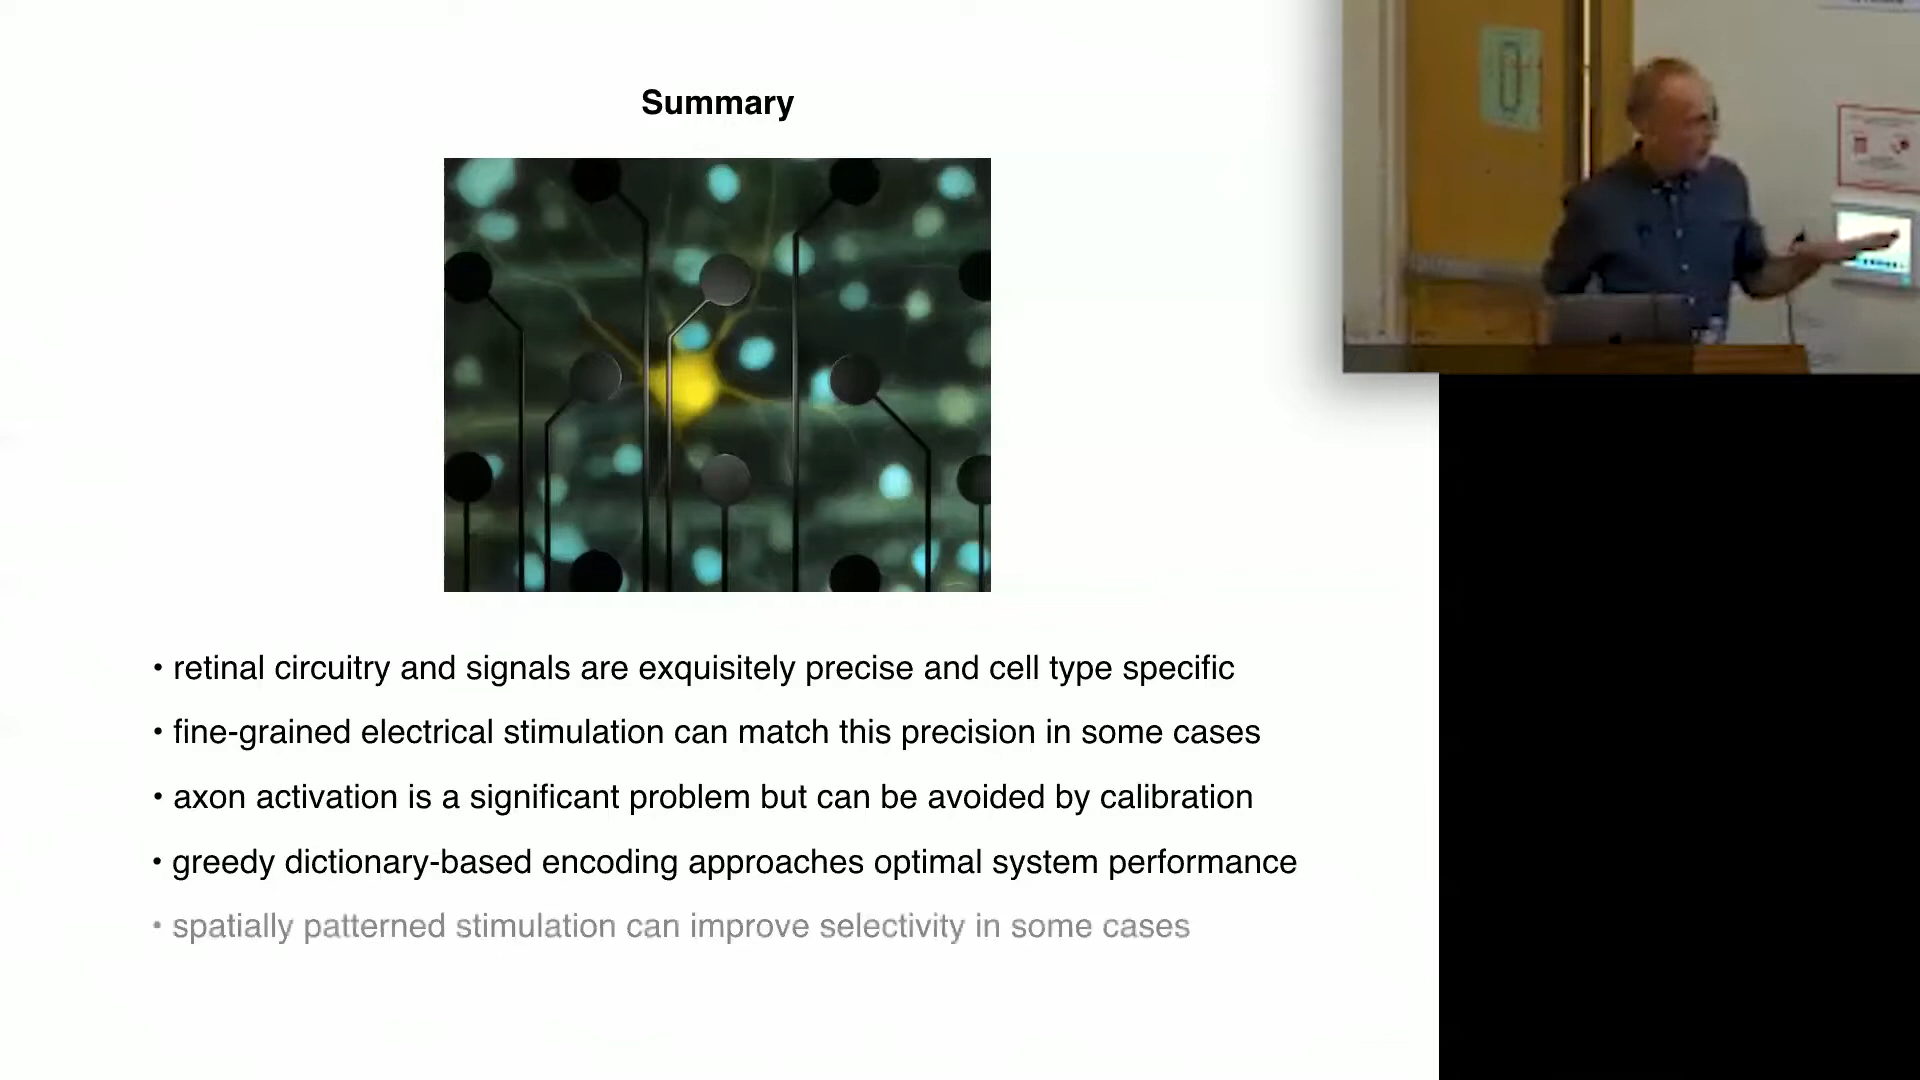 Summary
• retinal circuitry and signals are exquisitely precise and cell type specific
• fine-grained electrical stimulation can match this precision in some cases
• axon activation is a significant problem but can be avoided by calibration
• greedy dictionary-based encoding approaches optimal system performance
• spatially patterned stimulation can improve selectivity in some cases